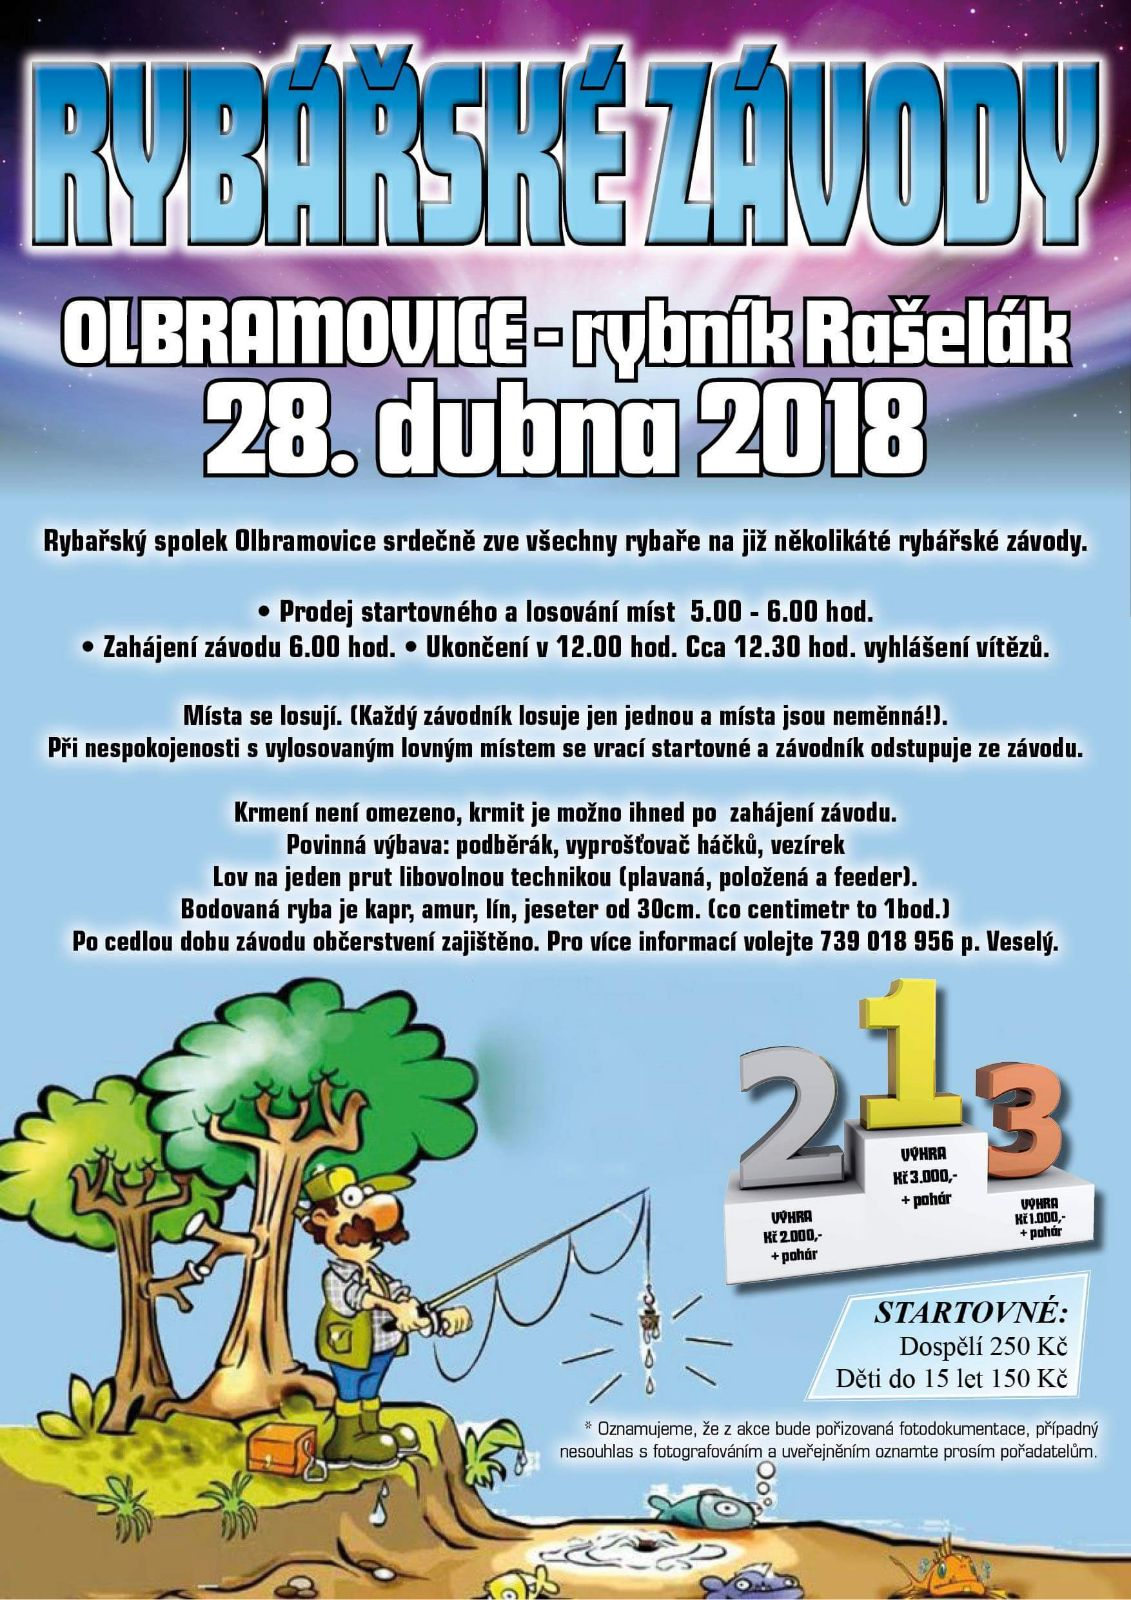 RYBÁŘSKÉ ZÁVODY
OLBRAMOVICE - rybník Rašelák
28. dubna 2018
Rybařský spolek Olbramovice srdečně zve všechny rybaře na již několikáté rybářské závody.
• Prodej startovného a losování míst 5.00 - 6.00 hod.
• Zahájení závodu 6.00 hod. • Ukončení v 12.00 hod. Cca 12.30 hod. vyhlášení vítězů.
Místa se losují. (Každý závodník losuje jen jednou a místa jsou neměnná!).
Při nespokojenosti s vylosovaným lovným místem se vrací startovné a závodník odstupuje ze závodu.
Krmení není omezeno, krmit je možno ihned po zahájení závodu.
Povinná výbava: podběrák, vyprošťovač háčků, vezírek
Lov na jeden prut libovolnou technikou (plavaná, položená a feeder).
Bodovaná ryba je kapr, amur, lín, jeseter od 30cm. (co centimetr to 1bod.)
Po cedlou dobu závodu občerstvení zajištěno. Pro více informací volejte 739 018 956 p. Veselý.
1
2
3
VÝHRA
Kč 3.000,-
+ pohár
VÝHRA
Kč 2.000,-
+ pohár
VÝHRA
Kč 1.000,-
+ pohár
STARTOVNÉ:
Dospělí 250 Kč
Děti do 15 let 150 Kč
* Oznamujeme, že z akce bude pořizovaná fotodokumentace, případný
nesouhlas s fotografováním a uveřejněním oznamte prosím pořadatelům.